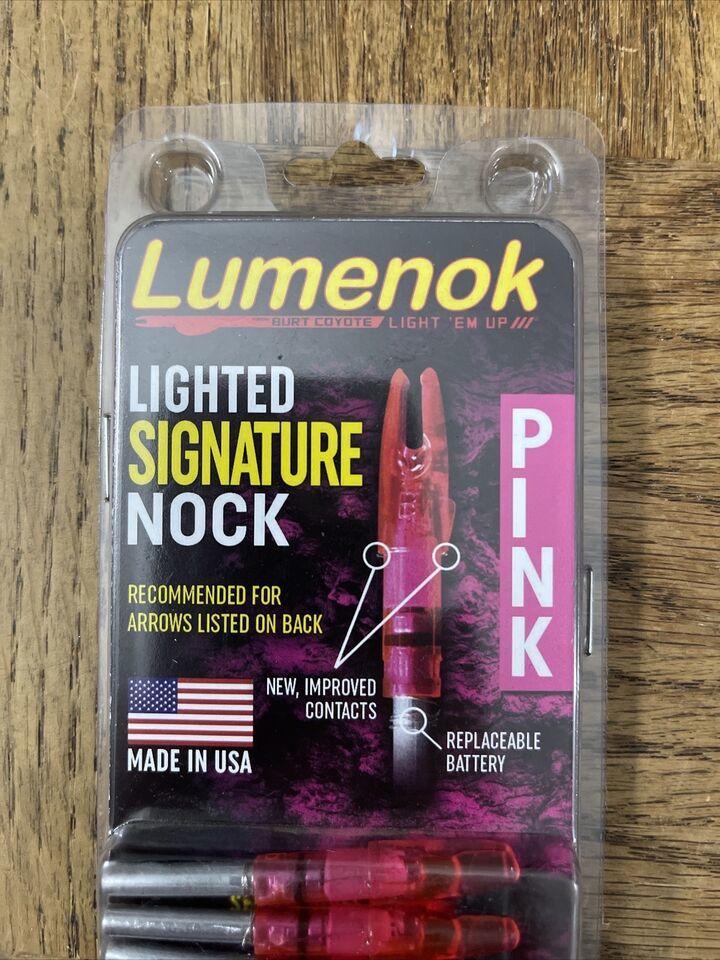 Lumenok
BURT COYOTE LIGHT 'EM UP ///
LIGHTED
SIGNATURE
NOCK
PINK
RECOMMENDED FOR
ARROWS LISTED ON BACK
NEW, IMPROVED
CONTACTS
REPLACEABLE
BATTERY
MADE IN USA